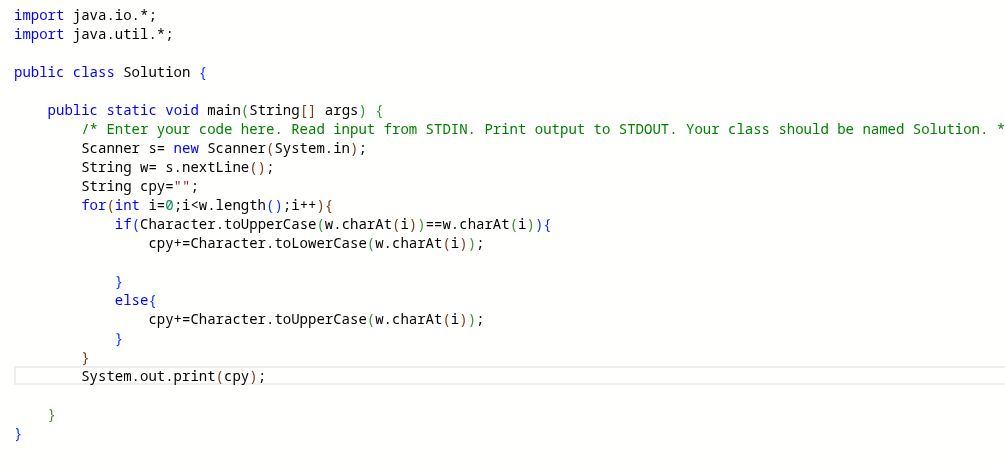 import java.io.*;
import java.util.*;

public class Solution {

    public static void main(String[] args) {
        /* Enter your code here. Read input from STDIN. Print output to STDOUT. Your class should be named Solution. *
        Scanner s= new Scanner(System.in);
        String w= s.nextLine();
        String cpy="";
        for(int i=0;i<w.length();i++){
            if(Character.toUpperCase(w.charAt(i))==w.charAt(i)){
                cpy+=Character.toLowerCase(w.charAt(i));

            }
            else{
                cpy+=Character.toUpperCase(w.charAt(i));
            }
        }
        System.out.print(cpy);

    }
}